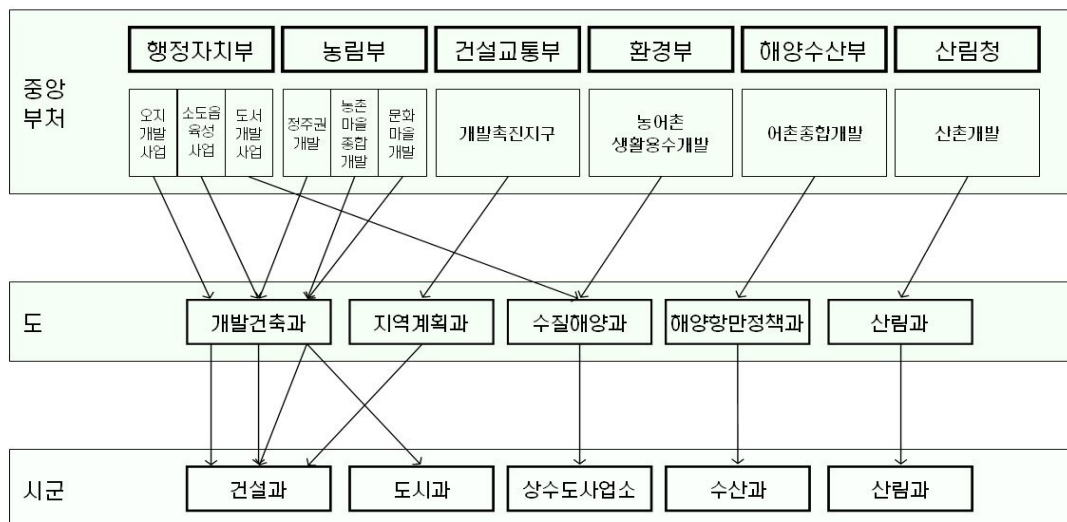 행정자치부
농림부
건설교통부
환경부
해양수산부
산림청
중앙
부처
오지
개발
사업
소도읍
육성
사업
도서
개발
사업
정주권
개발
농촌
마을
종합
개발
문화
마을
개발
개발촉진지구
농어촌
생활용수개발
어촌종합개발
산촌개발
도
개발건축과
지역계획과
수질해양과
해양항만정책과
산림과
시군
건설과
도시과
상수도사업소
수산과
산림과